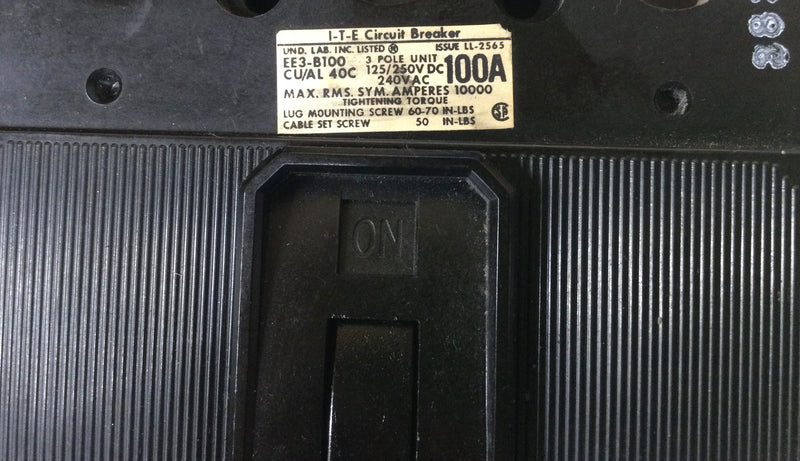 I-T-E Circuit Breaker
UND. LAB. INC. LISTED ISSUE LL-2565
EE3-B100 3 POLE UNIT 100A
CU/AL 40C 125/250V DC
240V AC
MAX. RMS. SYM. AMPERES 10000
TIGHTENING TORQUE
LUG MOUNTING SCREW 60-70 IN-LBS
CABLE SET SCREW 50 IN-LBS
ON